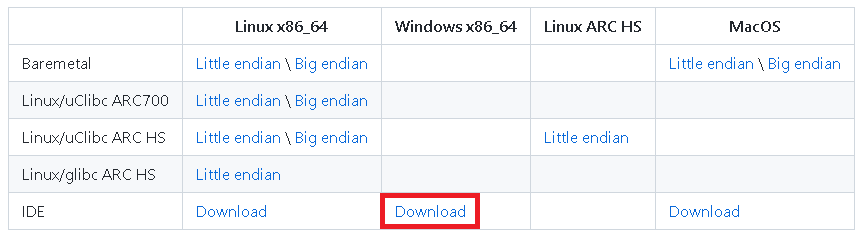 Linux x86_64 Windows x86_64 Linux ARC HS MacOS
Baremetal Little endian \ Big endian Little endian \ Big endian
Linux/uClibc ARC700 Little endian \ Big endian
Linux/uClibc ARC HS Little endian \ Big endian Little endian
Linux/glibc ARC HS Little endian
IDE Download Download Download